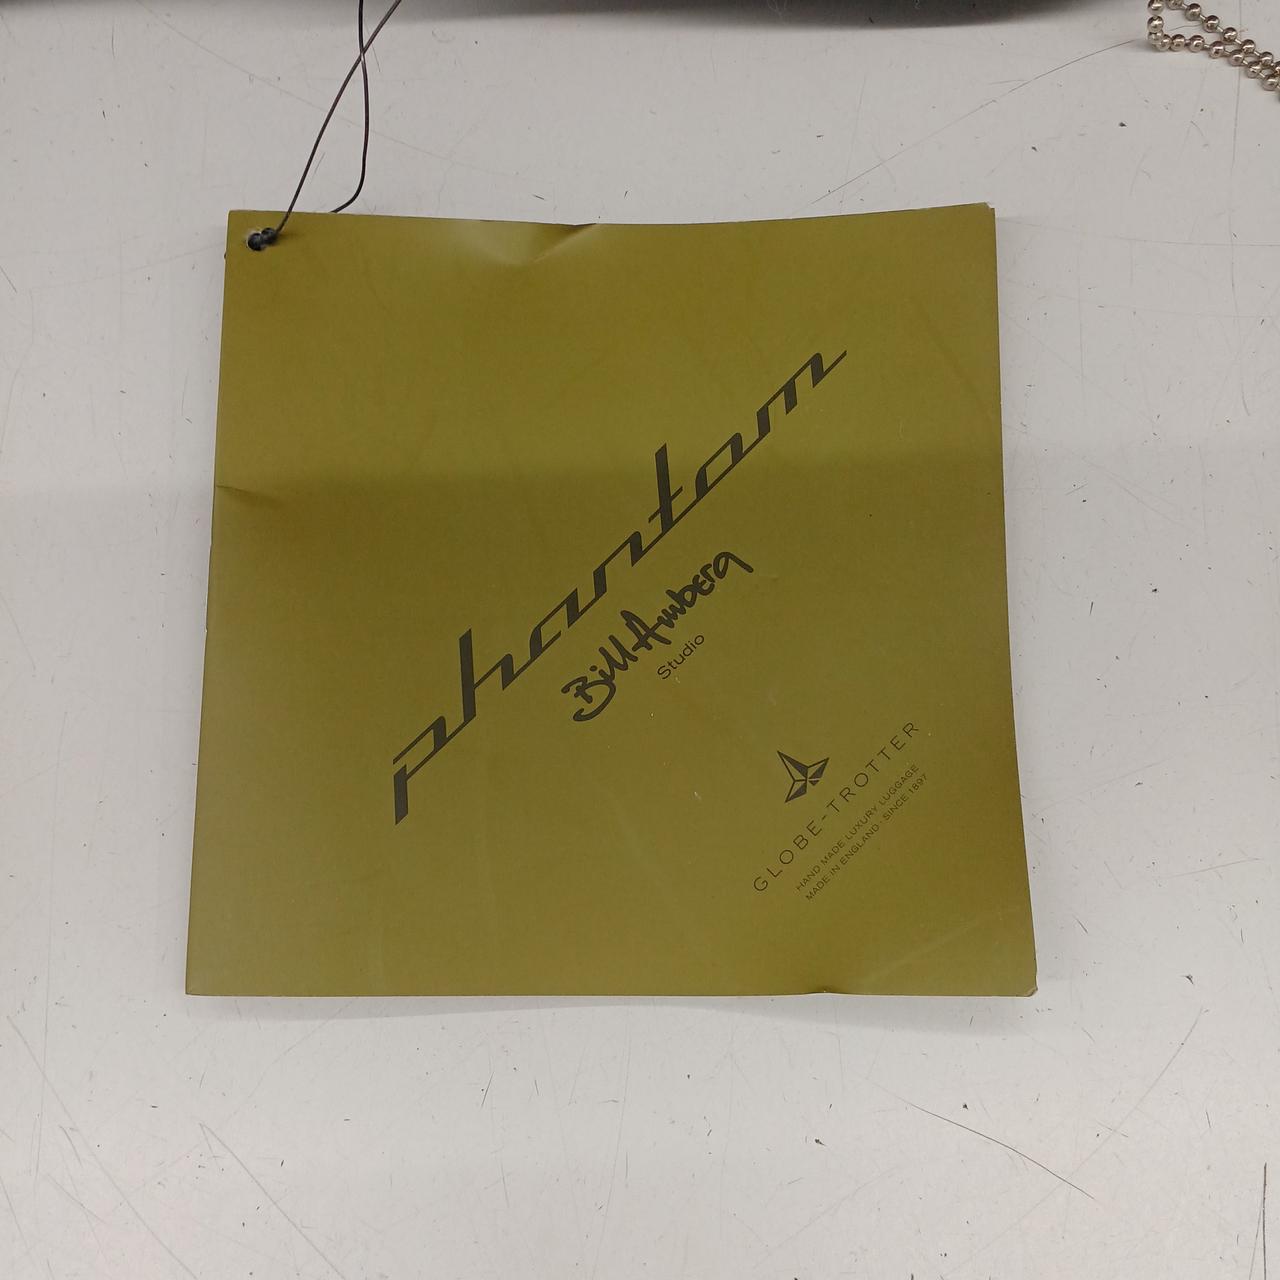 phantom
Bill Amberg
Studio
GLOBE-TROTTER
HAND MADE LUXURY LUGGAGE
MADE IN ENGLAND · SINCE 1897